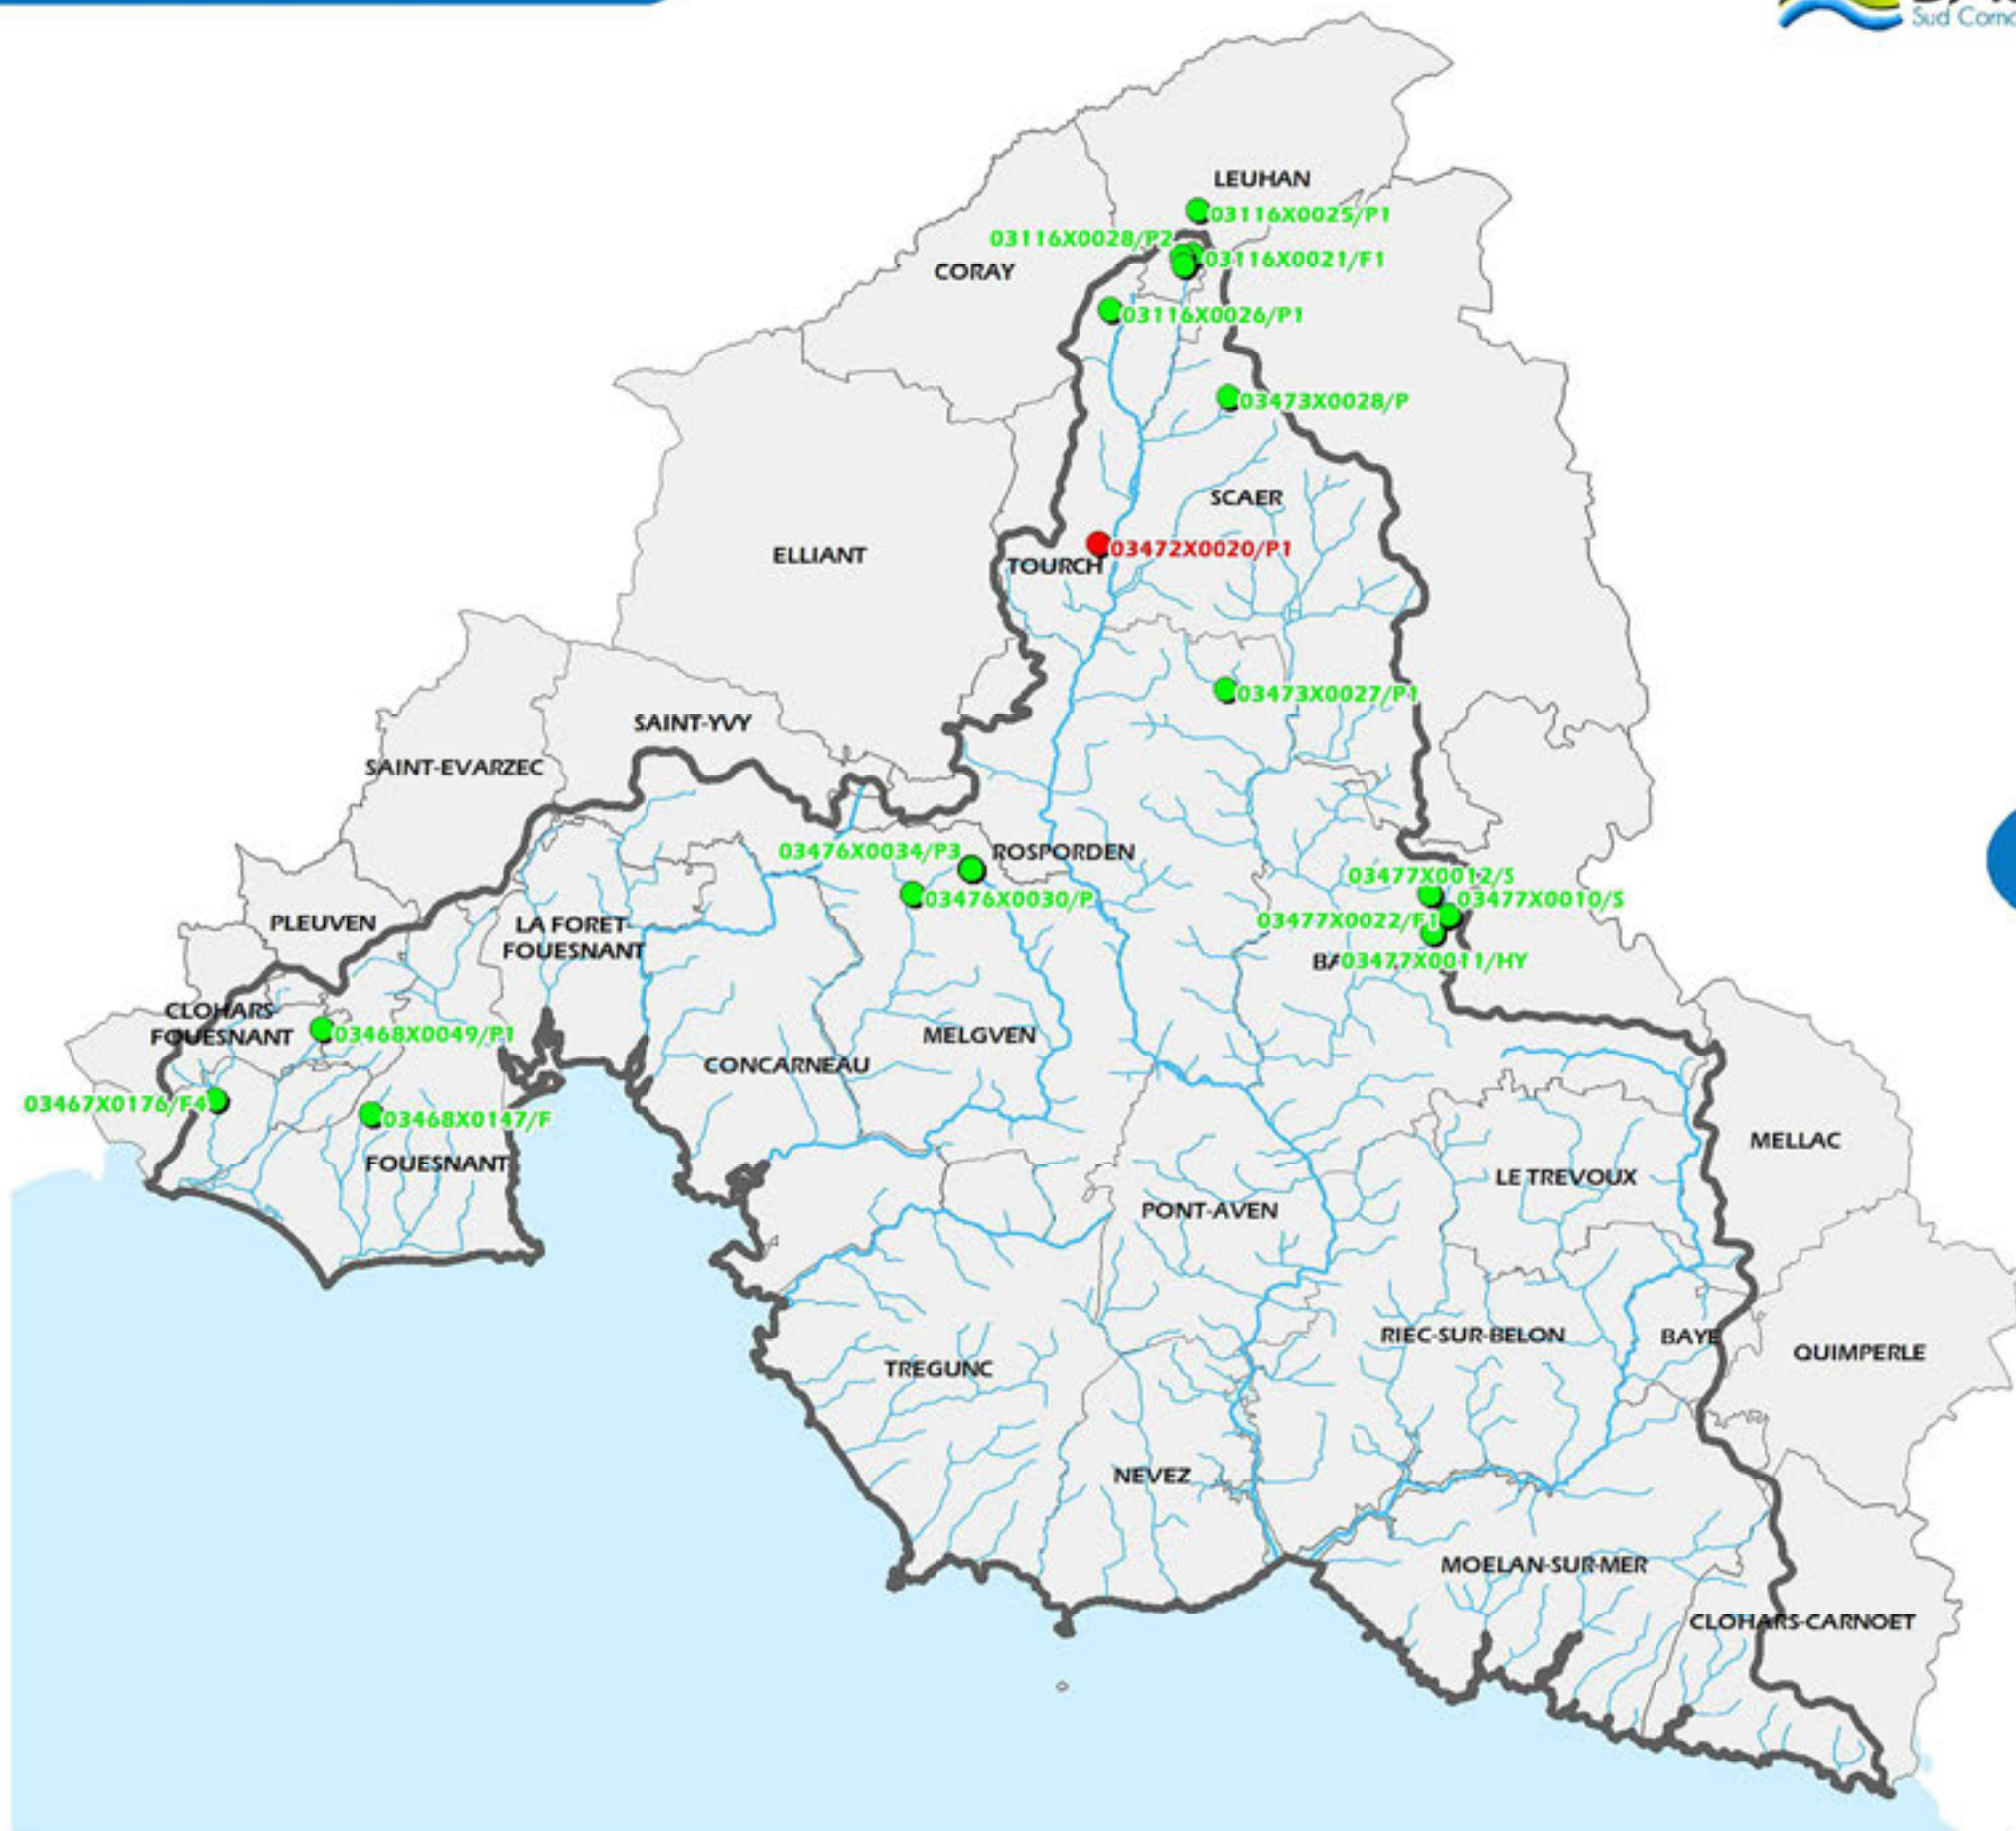 Sud Corno
LEUHAN
03116X0025/P1
03116X0028/P2
03116X0021/F1
CORAY
03116X0026/P1
03473X0028/P
SCAER
ELLIANT
03472X0020/P1
TOURCH
03473X0027/P1
SAINT-YVY
SAINT-EVARZEC
03476X0034/P3
ROSPORDEN
03476X0030/P
03477X0012/S
03477X0010/S
03477X0022/F1
BA
03477X0011/HY
PLEUVEN
LA FORET-
FOUESNANT
CLOHARS-
FOUESNANT
03468X0049/P1
MELGVEN
CONCARNEAU
03467X0176/F4
03468X0147/F
FOUESNANT
MELLAC
LE TREVOUX
PONT-AVEN
RIEC-SUR-BELON
BAYE
QUIMPERLE
TREGUNC
NEVEZ
MOELAN-SUR-MER
CLOHARS-CARNOET